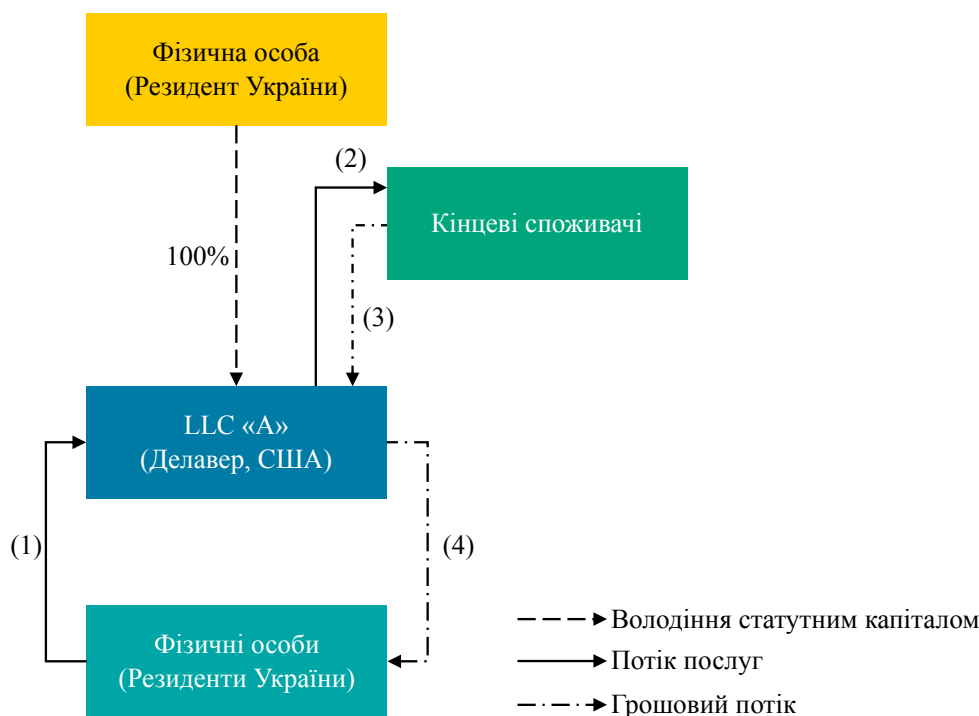 Фізична особа
(Резидент України)
(2)
Кінцеві споживачі
100%
(3)
LLC «А»
(Делавер, США)
(1)
(4)
Фізичні особи
(Резиденти України)
Володіння статутним капіталом
Потік послуг
Грошовий потік